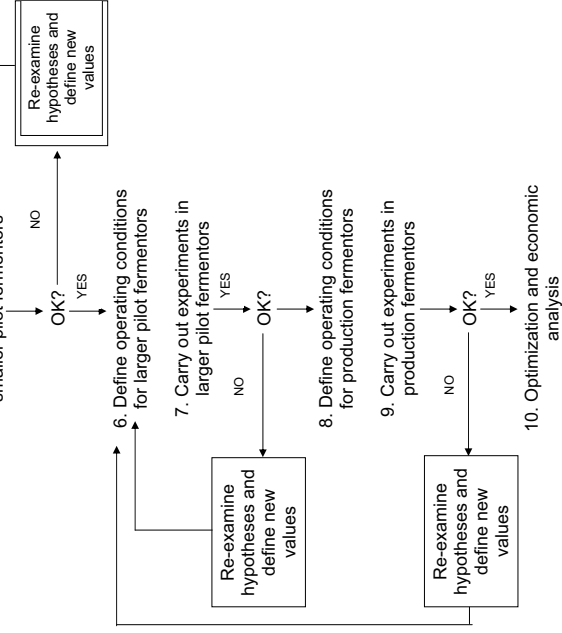 smaller pilot fermentors
OK?
NO
YES
Re-examine
hypotheses and
define new
values
6. Define operating conditions
for larger pilot fermentors
7. Carry out experiments in
larger pilot fermentors
YES
OK?
NO
Re-examine
hypotheses and
define new
values
8. Define operating conditions
for production fermentors
9. Carry out experiments in
production fermentors
OK?
NO
YES
Re-examine
hypotheses and
define new
values
10. Optimization and economic
analysis